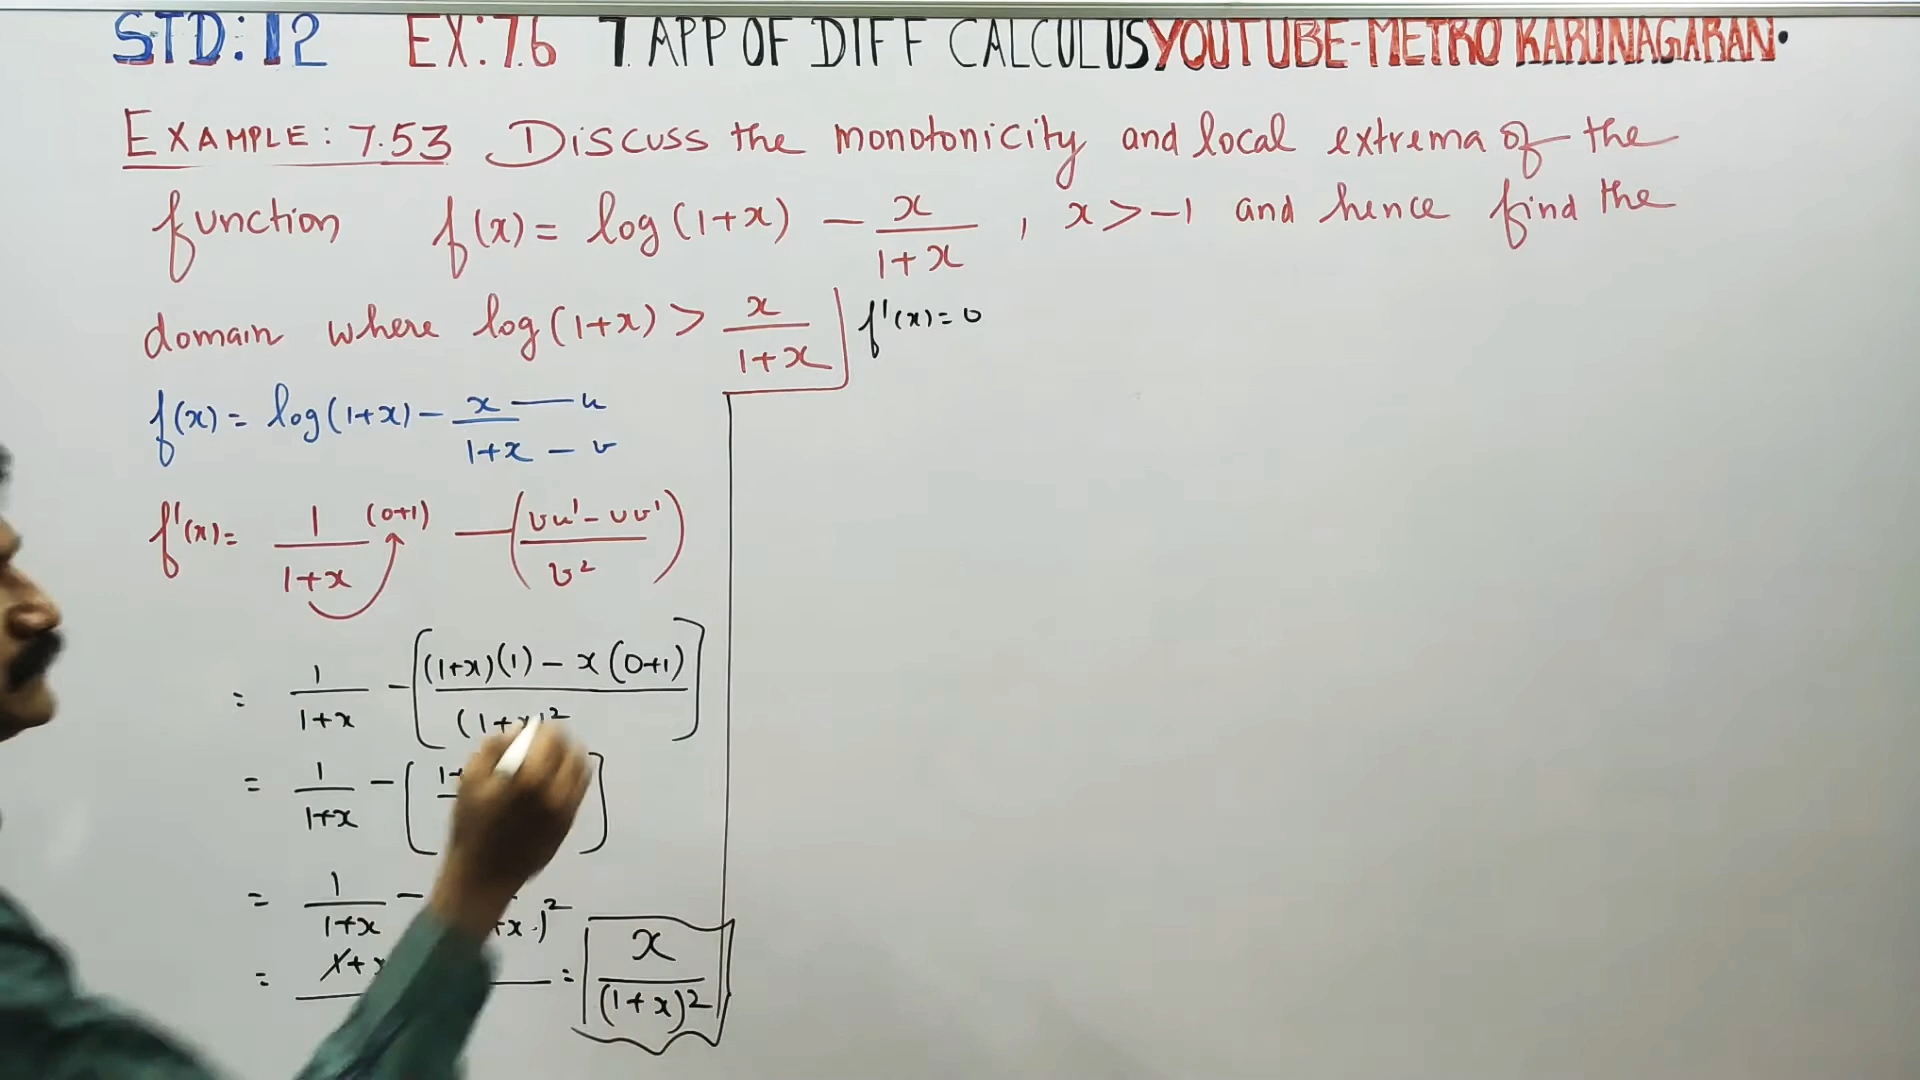 STD: 12 EX: 7.6 7. APP OF DIFF CALCULUS YOUTUBE-METRO KARUNAGARAN.
EXAMPLE: 7.53 Discuss the monotonicity and local extrema of the
function f(x) = log(1+x) - x/(1+x), x > -1 and hence find the
domain where log(1+x) > x/(1+x)
f(x) = log(1+x) - x/(1+x) — u — v
f'(x) = 1/(1+x) (0+1) - (vu' - uv' / v²)
= 1/(1+x) - [(1+x)(1) - x(0+1) / (1+x)²]
= 1/(1+x) - [
= 1/(1+x) -
= = x/(1+x)²
f'(x) = 0